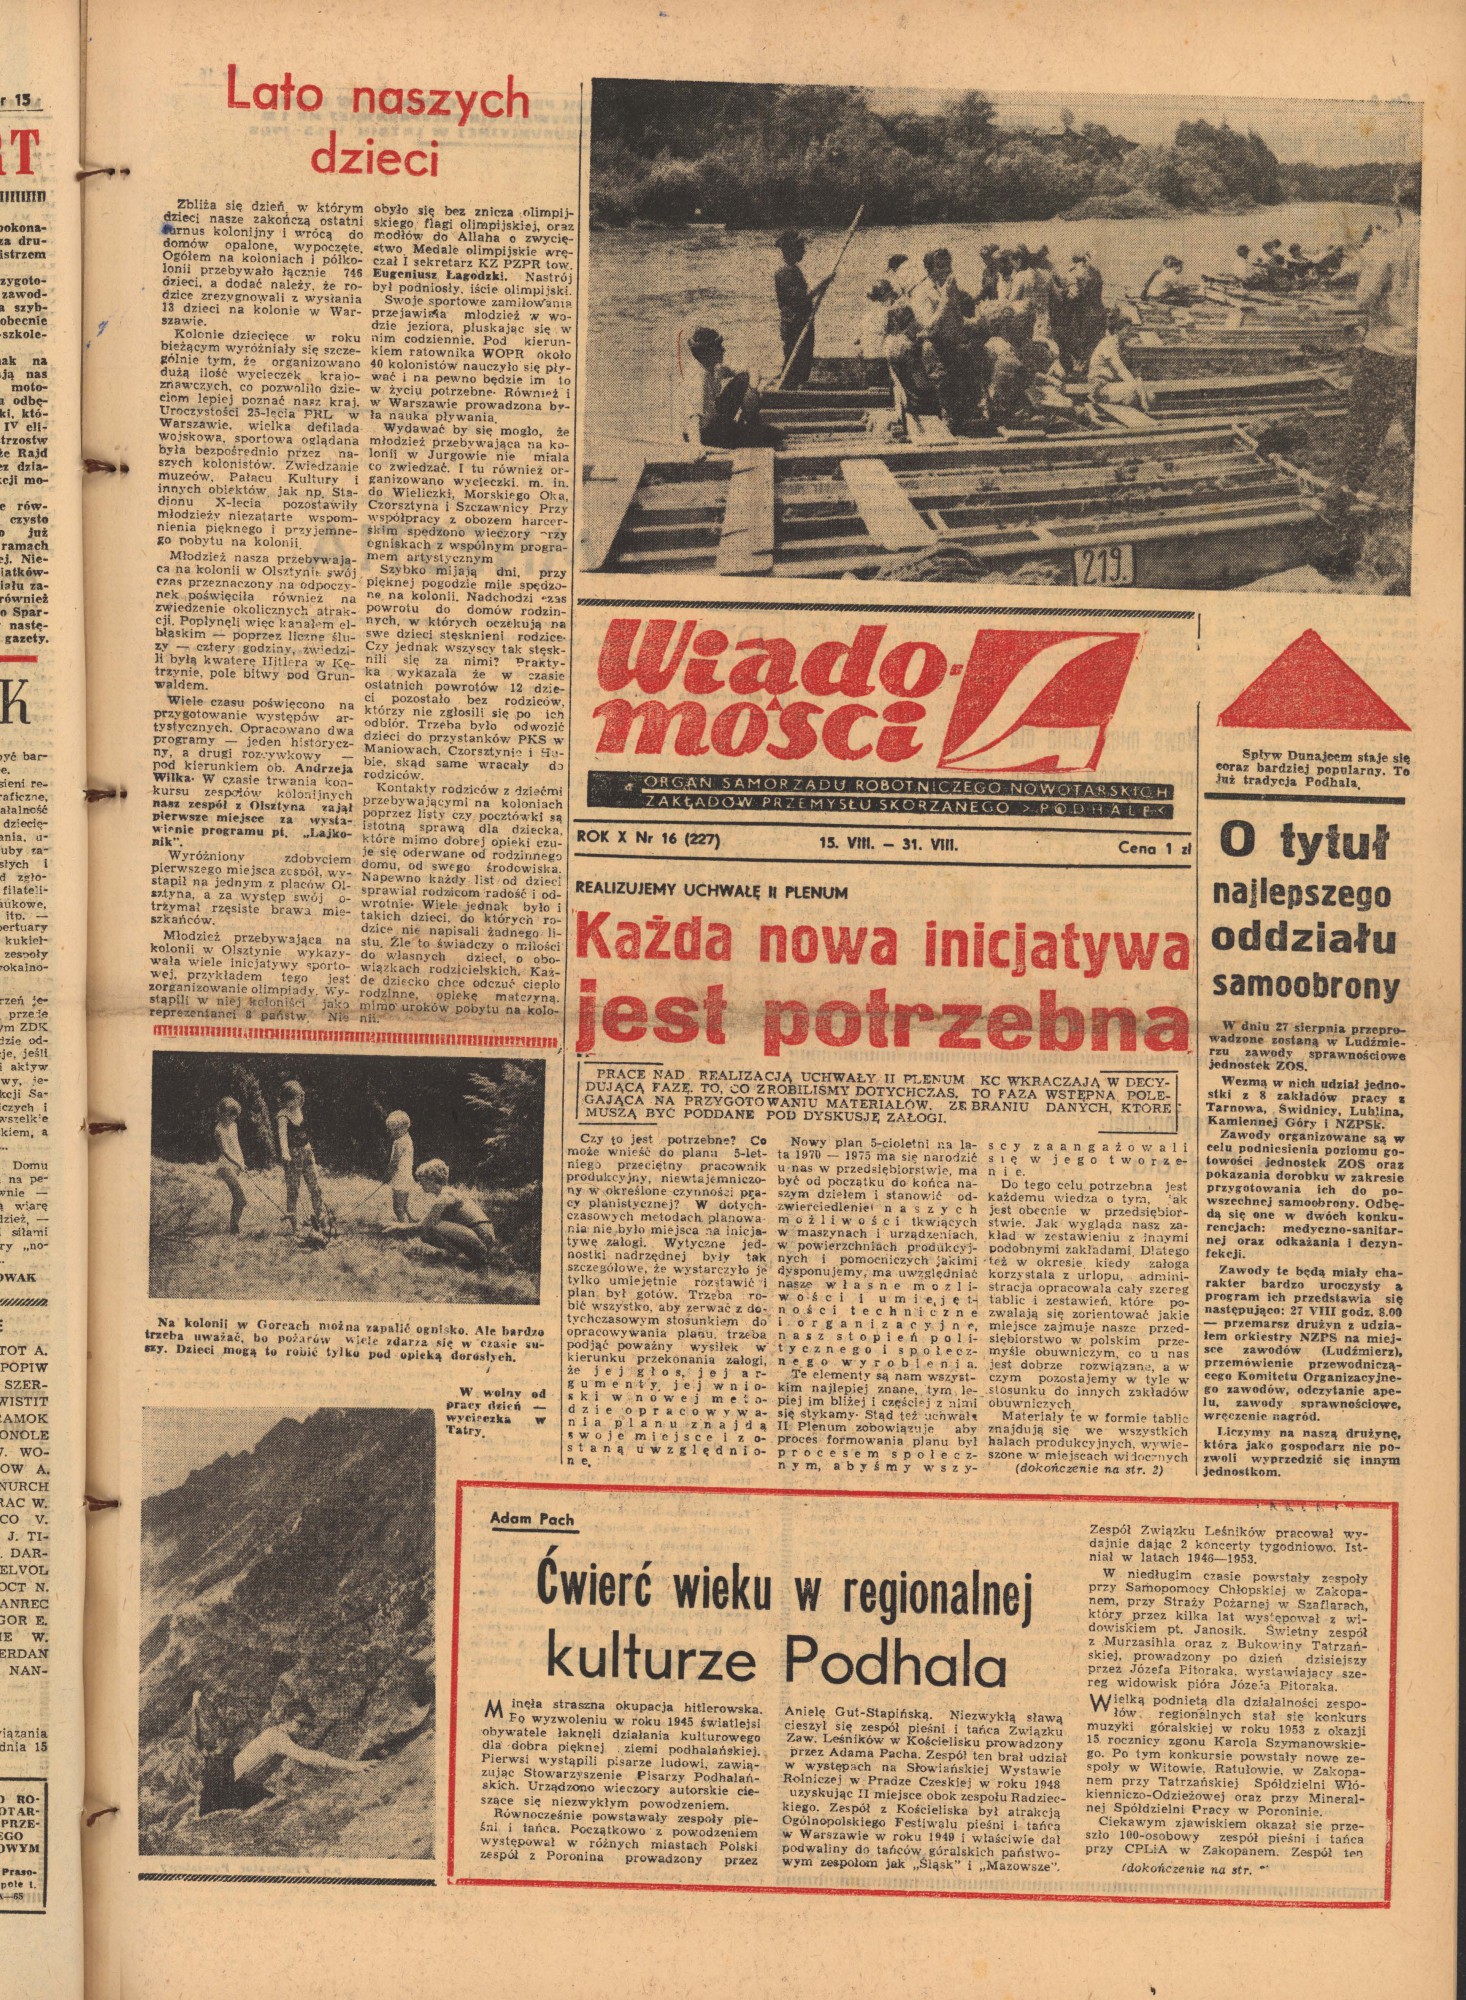 Lato naszych
dzieci
Zbliża się dzień, w którym
dzieci nasze zakończą ostatni
turnus kolonijny i wrócą do
domów opalone, wypoczęte.
Ogółem na koloniach i półko-
lonii przebywało łącznie 746
dzieci, a dodać należy, że ro-
dzice zrezygnowali z wysłania
13 dzieci na kolonie w War-
szawie.
Kolonie dziecięce w roku
bieżącym wyróżniały się szcze-
gólnie tym, że organizowano
dużą ilość wycieczek krajo-
znawczych, co pozwoliło dzie-
ciom lepiej poznać nasz kraj.
Uroczystości 25-lecia PRL w
Warszawie, wielka defilada
wojskowa, sportowa oglądana
była bezpośrednio przez na-
szych kolonistów. Zwiedzanie
muzeów, Pałacu Kultury i
innych obiektów, jak np. Sta-
dionu X-lecia pozostawiły
młodzieży niezatarte wspom-
nienia pięknego i przyjemne-
go pobytu na kolonii.
Młodzież nasza przebywają-
ca na kolonii w Olsztynie swój
czas przeznaczony na odpoczy-
nek poświęciła również na
zwiedzenie okolicznych atrak-
cji. Popłynęli więc kanałem el-
bląskim — poprzez liczne ślu-
zy — cztery godziny, zwiedzi-
li byłą kwaterę Hitlera w Kę-
trzynie, pole bitwy pod Grun-
waldem.
Wiele czasu poświęcono na
przygotowanie występów ar-
tystycznych. Opracowano dwa
programy — jeden historycz-
ny, a drugi rozrywkowy —
pod kierunkiem ob. Andrzeja
Wilka. W czasie trwania kon-
kursu zespołów kolonijnych
nasz zespół z Olsztyna zajął
pierwsze miejsce za wysta-
wienie programu pt. „Lajko-
nik".
Wyróżniony zdobyciem
pierwszego miejsca zespół, wy-
stąpił na jednym z placów Ol-
sztyna, a za występ swój o-
trzymał rzęsiste brawa mie-
szkańców.
Młodzież przebywająca na
kolonii w Olsztynie wykazy-
wała wiele inicjatywy sporto-
wej, przykładem tego jest
zorganizowanie olimpiady. Wy-
stąpili w niej koloniści jako
reprezentanci 8 państw. Nie
obyło się bez znicza olimpij-
skiego, flagi olimpijskiej, oraz
modłów do Allaha o zwycię-
stwo Medale olimpijskie wrę-
czał I sekretarz KZ PZPR tow.
Eugeniusz Łagodzki. Nastrój
był podniosły, iście olimpijski.
Swoje sportowe zamiłowania
przejawiała młodzież w wo-
dzie jeziora, pluskając się w
nim codziennie. Pod kierun-
kiem ratownika WOPR około
40 kolonistów nauczyło się pły-
wać i na pewno będzie im to
w życiu potrzebne. Również i
w Warszawie prowadzona by-
ła nauka pływania.
Wydawać by się mogło, że
młodzież przebywająca na ko-
lonii w Jurgowie nie miała
co zwiedzać. I tu również or-
ganizowano wycieczki. m. in.
do Wieliczki, Morskiego Oka,
Czorsztyna i Szczawnicy Przy
współpracy z obozem harcer-
skim spędzono wieczory przy
ogniskach z wspólnym progra-
mem artystycznym
Szybko mijają dni, przy
pięknej pogodzie mile spędzo-
ne na kolonii. Nadchodzi czas
powrotu do domów rodzin-
nych, w których oczekują na
swe dzieci stęsknieni rodzice.
Czy jednak wszyscy tak stęsk-
nili się za nimi? Prakty-
ka wykazała że w czasie
ostatnich powrotów 12 dzie-
ci pozostało bez rodziców,
którzy nie zgłosili się po ich
odbiór. Trzeba było odwozić
dzieci do przystanków PKS w
Maniowach, Czorsztynie i Hu-
bie, skąd same wracały do
rodziców.
Kontakty rodziców z dziećmi
przebywającymi na koloniach
poprzez listy czy pocztówki są
istotną sprawą dla dziecka,
które mimo dobrej opieki czu-
je się oderwane od rodzinnego
domu, od swego środowiska.
Napewno każdy list od dzieci
sprawiał rodzicom radość i od-
wrotnie. Wiele jednak było i
takich dzieci, do których ro-
dzice nie napisali żadnego li-
stu. Źle to świadczy o miłości
do własnych dzieci, o obo-
wiązkach rodzicielskich. Każ-
de dziecko chce odczuć ciepło
rodzinne, opiekę matczyną,
mimo uroków pobytu na kolo-
nii.
219.
Na kolonii w Gorcach można zapalić ognisko. Ale bardzo
trzeba uważać, bo pożarów wiele zdarza się w czasie su-
szy. Dzieci mogą to robić tylko pod opieką dorosłych.
W wolny od
pracy dzień —
wycieczka w
Tatry.
Wiado-
mości
ORGAN SAMORZĄDU ROBOTNICZEGO NOWOTARSKICH
ZAKŁADÓW PRZEMYSŁU SKÓRZANEGO >PODHALE<
ROK X Nr 16 (227)
15. VIII. — 31. VIII.
Cena 1 zł
Spływ Dunajcem staje się
coraz bardziej popularny. To
już tradycja Podhala.
REALIZUJEMY UCHWAŁĘ II PLENUM
Każda nowa inicjatywa
jest potrzebna
PRACE NAD REALIZACJĄ UCHWAŁY II PLENUM KC WKRACZAJĄ W DECY-
DUJĄCĄ FAZĘ. TO, CO ZROBILISMY DOTYCHCZAS, TO FAZA WSTĘPNA, POLE-
GAJĄCA NA PRZYGOTOWANIU MATERIAŁÓW, ZEBRANIU DANYCH, KTÓRE
MUSZĄ BYĆ PODDANE POD DYSKUSJĘ ZAŁOGI.
Czy to jest potrzebne? Co
może wnieść do planu 5-let-
niego przeciętny pracownik
produkcyjny, niewtajemniczo-
ny w określone czynności pra-
cy planistycznej? W dotych-
czasowych metodach planowa-
nia nie było miejsca na inicja-
tywę załogi. Wytyczne jed-
nostki nadrzędnej były tak
szczegółowe, że wystarczyło je
tylko umiejętnie rozstawić i
plan był gotów. Trzeba ro-
bić wszystko, aby zerwać z do-
tychczasowym stosunkiem do
opracowywania planu, trzeba
podjąć poważny wysiłek w
kierunku przekonania załogi,
że jej głos, jej ar-
gumenty, jej wnio-
ski w nowej meto-
dzie opracowywa-
nia planu znajdą
swoje miejsce i zo-
staną uwzględnio-
ne.
Nowy plan 5-cioletni na la-
ta 1970 — 1975 ma się narodzić
u nas w przedsiębiorstwie, ma
być od początku do końca na-
szym dziełem i stanowić od-
zwierciedlenie naszych
możliwości tkwiących
w maszynach i urządzeniach,
w powierzchniach produkcyj-
nych i pomocniczych jakimi
dysponujemy, ma uwzględniać
nasze własne możli-
wości i umiejęt-
ności techniczne
i organizacyjne,
nasz stopień poli-
tycznego i społecz-
nego wyrobienia.
Te elementy są nam wszyst-
kim najlepiej znane, tym le-
piej im bliżej i częściej z nimi
się stykamy. Stąd też uchwała
II Plenum zobowiązuje aby
proces formowania planu był
procesem społecz-
nym, abyśmy wszy-
scy zaangażowali
się w jego tworze-
nie.
Do tego celu potrzebna jest
każdemu wiedza o tym, jak
jest obecnie w przedsiębior-
stwie. Jak wygląda nasz za-
kład w zestawieniu z innymi
podobnymi zakładami. Dlatego
też w okresie, kiedy załoga
korzystała z urlopu, admini-
stracja opracowała cały szereg
tablic i zestawień, które po-
zwalają się zorientować jakie
miejsce zajmuje nasze przed-
siębiorstwo w polskim prze-
myśle obuwniczym, co u nas
jest dobrze rozwiązane, a w
czym pozostajemy w tyle w
stosunku do innych zakładów
obuwniczych.
Materiały te w formie tablic
znajdują się we wszystkich
halach produkcyjnych, wywie-
szone w miejscach widocznych
(dokończenie na str. 2)
O tytuł
najlepszego
oddziału
samoobrony
W dniu 27 sierpnia przepro-
wadzone zostaną w Ludźmie-
rzu zawody sprawnościowe
jednostek ZOS.
Wezmą w nich udział jedno-
stki z 8 zakładów pracy z
Tarnowa, Świdnicy, Lublina,
Kamiennej Góry i NZPSk.
Zawody organizowane są w
celu podniesienia poziomu go-
towości jednostek ZOS oraz
pokazania dorobku w zakresie
przygotowania ich do po-
wszechnej samoobrony. Odbę-
dą się one w dwóch konku-
rencjach: medyczno-sanitar-
nej oraz odkażania i dezyn-
fekcji.
Zawody te będą miały cha-
rakter bardzo uroczysty a
program ich przedstawia się
następująco: 27 VIII godz. 8.00
— przemarsz drużyn z udzia-
łem orkiestry NZPS na miej-
sce zawodów (Ludźmierz),
przemówienie przewodniczą-
cego Komitetu Organizacyjne-
go zawodów, odczytanie ape-
lu, zawody sprawnościowe,
wręczenie nagród.
Liczymy na naszą drużynę,
która jako gospodarz nie po-
zwoli wyprzedzić się innym
jednostkom.
Adam Pach
Ćwierć wieku w regionalnej
kulturze Podhala
Minęła straszna okupacja hitlerowska.
Po wyzwoleniu w roku 1945 światlejsi
obywatele łaknęli działania kulturowego
dla dobra pięknej ziemi podhalańskiej.
Pierwsi wystąpili pisarze ludowi, zawią-
zując Stowarzyszenie Pisarzy Podhalań-
skich. Urządzono wieczory autorskie cie-
szące się niezwykłym powodzeniem.
Równocześnie powstawały zespoły pie-
śni i tańca. Początkowo z powodzeniem
występował w różnych miastach Polski
zespół z Poronina prowadzony przez
Anielę Gut-Stapińską. Niezwykłą sławą
cieszył się zespół pieśni i tańca Związku
Zaw. Leśników w Kościelisku prowadzony
przez Adama Pacha. Zespół ten brał udział
w występach na Słowiańskiej Wystawie
Rolniczej w Pradze Czeskiej w roku 1948
uzyskując II miejsce obok zespołu Radziec-
kiego. Zespół z Kościeliska był atrakcją
Ogólnopolskiego Festiwalu pieśni i tańca
w Warszawie w roku 1949 i właściwie dał
podwaliny do tańców góralskich państwo-
wym zespołom jak „Śląsk" i „Mazowsze".
Zespół Związku Leśników pracował wy-
dajnie dając 2 koncerty tygodniowo. Ist-
niał w latach 1946—1953.
W niedługim czasie powstały zespoły
przy Samopomocy Chłopskiej w Zakopa-
nem, przy Straży Pożarnej w Szaflarach,
który przez kilka lat występował z wi-
dowiskiem pt. Janosik. Świetny zespół
z Murzasihla oraz z Bukowiny Tatrzań-
skiej, prowadzony po dzień dzisiejszy
przez Józefa Pitoraka, wystawiający sze-
reg widowisk pióra Józefa Pitoraka.
Wielką podnietą dla działalności zespo-
łów regionalnych stał się konkurs
muzyki góralskiej w roku 1953 z okazji
15 rocznicy zgonu Karola Szymanowskie-
go. Po tym konkursie powstały nowe ze-
społy w Witowie, Ratułowie, w Zakopa-
nem przy Tatrzańskiej Spółdzielni Włó-
kienniczo-Odzieżowej oraz przy Mineral-
nej Spółdzielni Pracy w Poroninie.
Ciekawym zjawiskiem okazał się prze-
szło 100-osobowy zespół pieśni i tańca
przy CPLiA w Zakopanem. Zespół ten
(dokończenie na str.